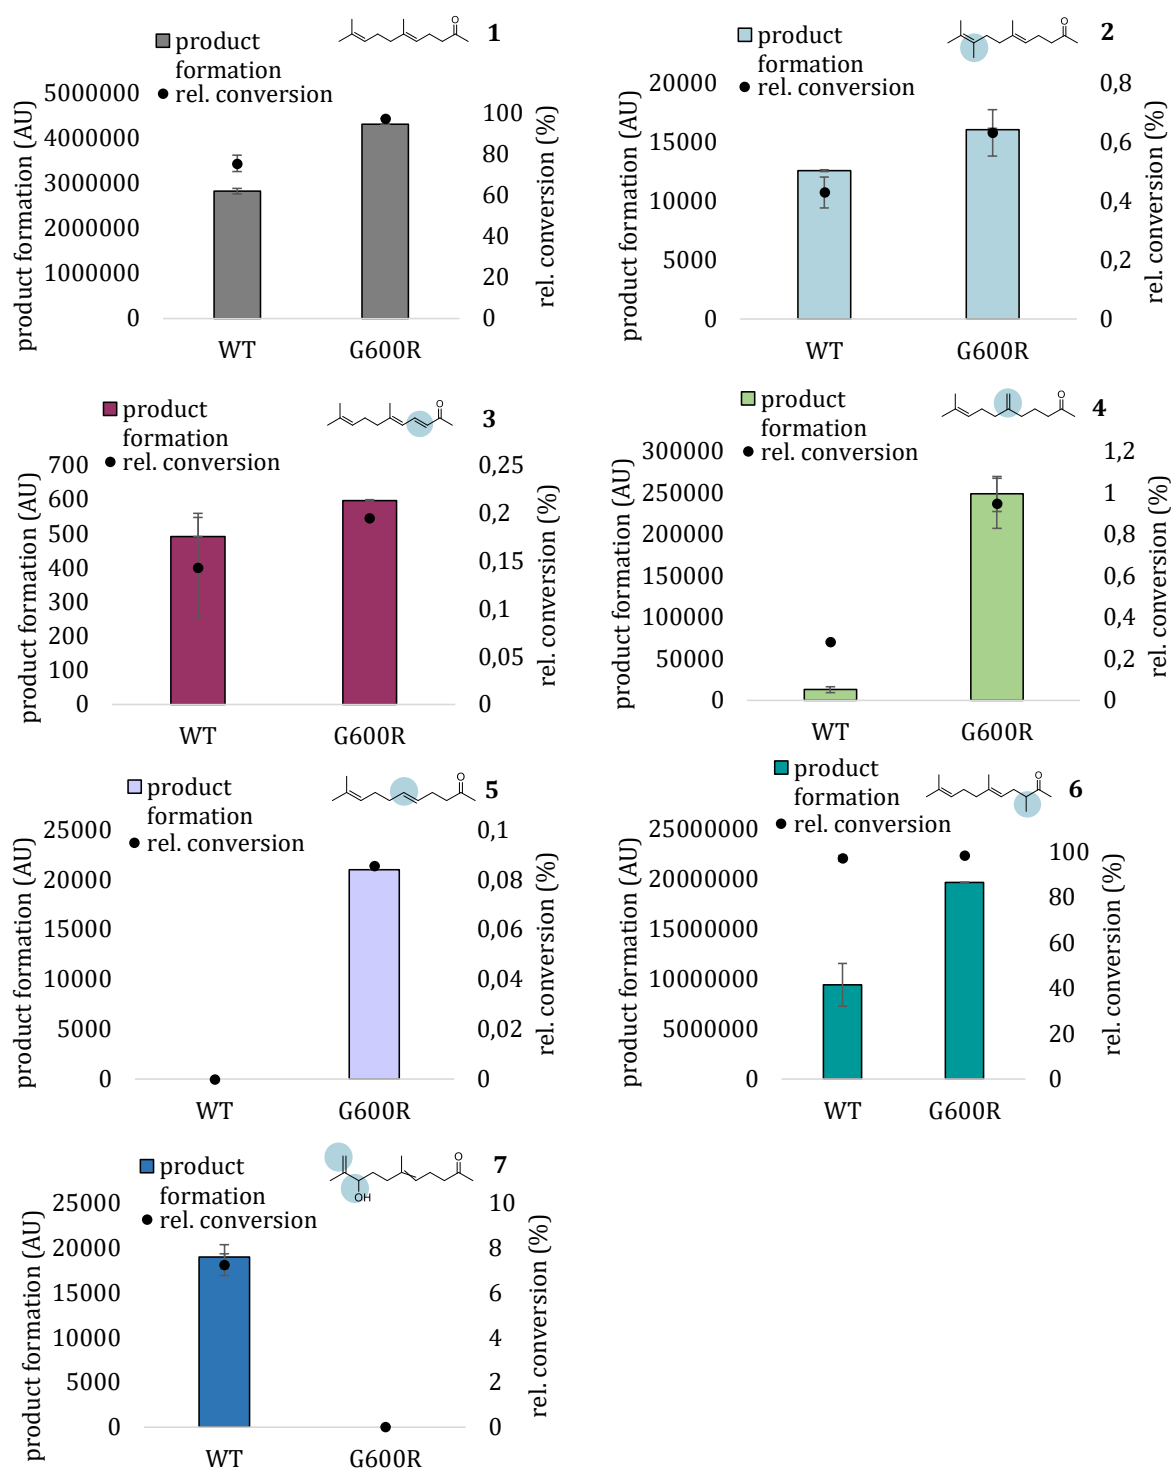 product formation
rel. conversion
O
1
product formation (AU)
5000000
4000000
3000000
2000000
1000000
0
100
80
60
40
20
0
rel. conversion (%)
WT
G600R
product formation
rel. conversion
O
2
product formation (AU)
20000
15000
10000
5000
0
0,8
0,6
0,4
0,2
0
rel. conversion (%)
WT
G600R
product formation
rel. conversion
O
3
product formation (AU)
700
600
500
400
300
200
100
0
0,25
0,2
0,15
0,1
0,05
0
rel. conversion (%)
WT
G600R
product formation
rel. conversion
O
4
product formation (AU)
300000
250000
200000
150000
100000
50000
0
1,2
1
0,8
0,6
0,4
0,2
0
rel. conversion (%)
WT
G600R
product formation
rel. conversion
O
5
product formation (AU)
25000
20000
15000
10000
5000
0
0,1
0,08
0,06
0,04
0,02
0
rel. conversion (%)
WT
G600R
product formation
rel. conversion
O
6
product formation (AU)
25000000
20000000
15000000
10000000
5000000
0
100
80
60
40
20
0
rel. conversion (%)
WT
G600R
product formation
rel. conversion
O
OH
7
product formation (AU)
25000
20000
15000
10000
5000
0
10
8
6
4
2
0
rel. conversion (%)
WT
G600R